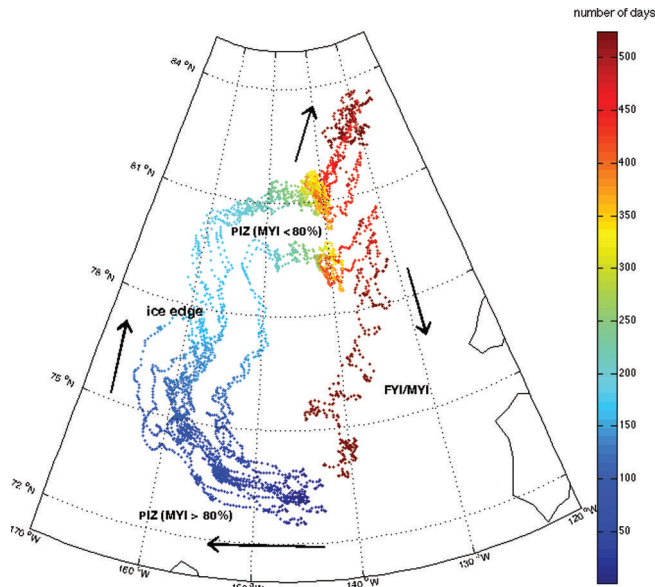 number of days
84 °N
500
450
81 °N
400
PIZ (MYI <80%)
350
78 °N
300
ice edge
250
200
75 °N
FYI/MYI
150
100
72 °N
PIZ (MYI > 80%)
50
170 °W
160 °W
140 °W
130 °W
120 °W